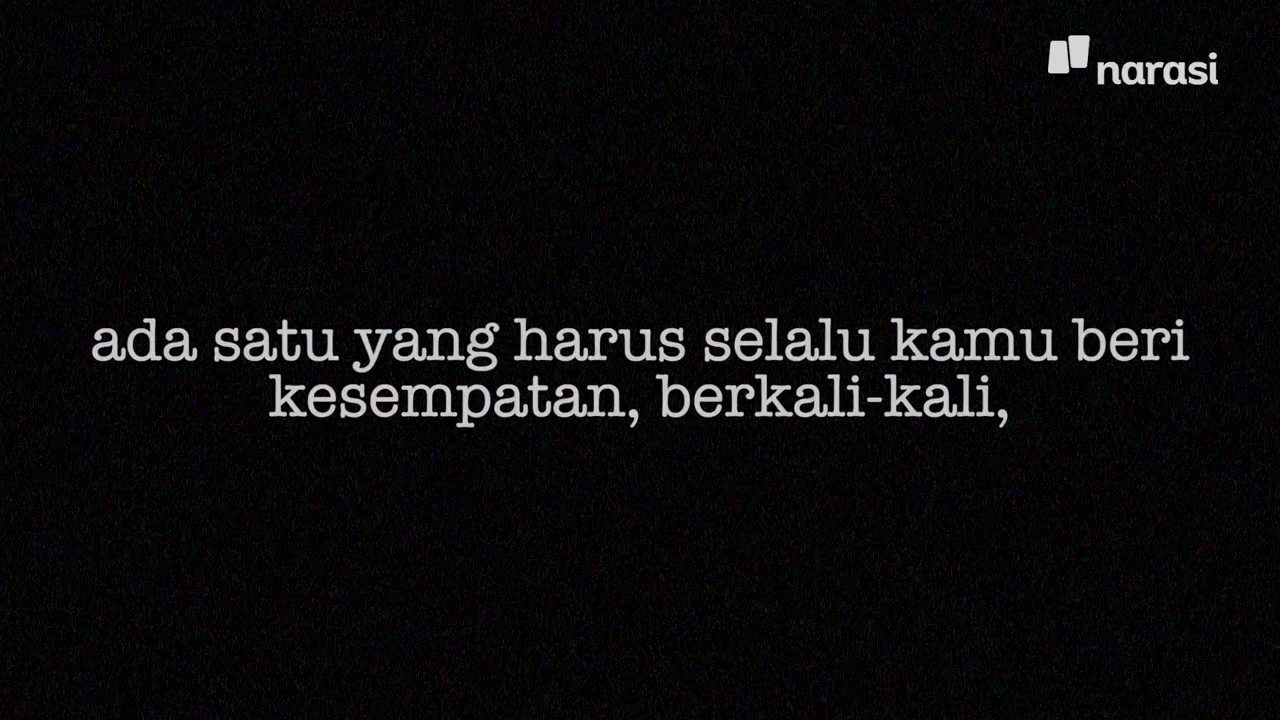 narasi
ada satu yang harus selalu kamu beri
kesempatan, berkali-kali,